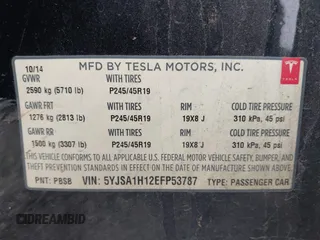 10/14 MFD BY TESLA MOTORS, INC.
GVWR WITH TIRES
2590 kg (5710 lb) P245/45R19
GAWR FRT WITH TIRES RIM COLD TIRE PRESSURE
1276 kg (2813 lb) P245/45R19 19X8 J 310 kPa, 45 psi
GAWR RR WITH TIRES RIM COLD TIRE PRESSURE
1500 kg (3307 lb) P245/45R19 19X8 J 310 kPa, 45 psi
THIS VEHICLE CONFORMS TO ALL APPLICABLE U.S. FEDERAL MOTOR VEHICLE SAFETY, BUMPER, AND
THEFT PREVENTION STANDARDS IN EFFECT ON THE DATE OF MANUFACTURE SHOWN ABOVE.
PNT: PBSB VIN: 5YJSA1H12EFP53787 TYPE: PASSENGER CAR
TESLA
iDREAMBID